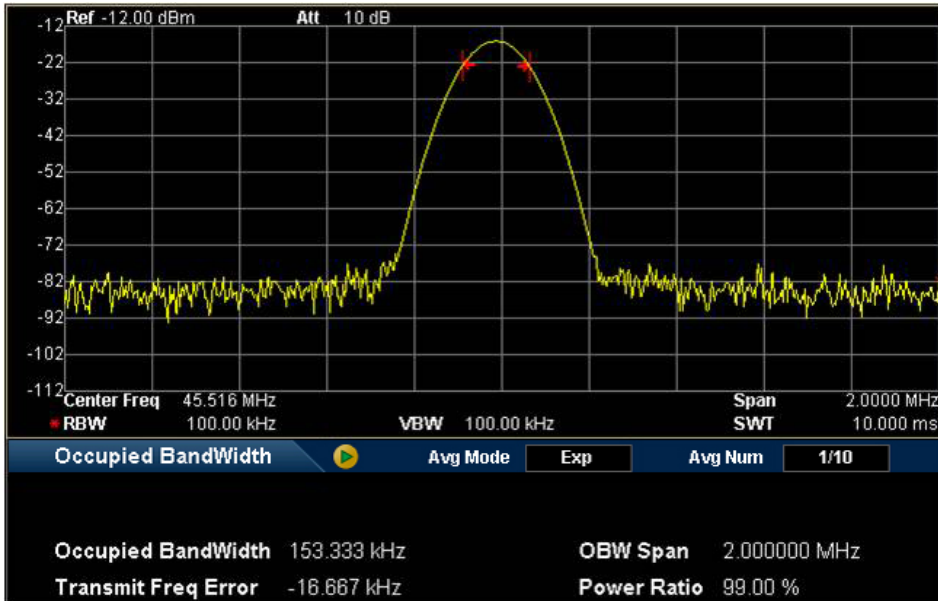 Ref -12.00 dBm Att 10 dB
-12
-22
-32
-42
-52
-62
-72
-82
-92
-102
-112
Center Freq 45.516 MHz Span 2.0000 MHz
* RBW 100.00 kHz VBW 100.00 kHz SWT 10.000 ms
Occupied BandWidth Avg Mode Exp Avg Num 1/10
Occupied BandWidth 153.333 kHz OBW Span 2.000000 MHz
Transmit Freq Error -16.667 kHz Power Ratio 99.00 %